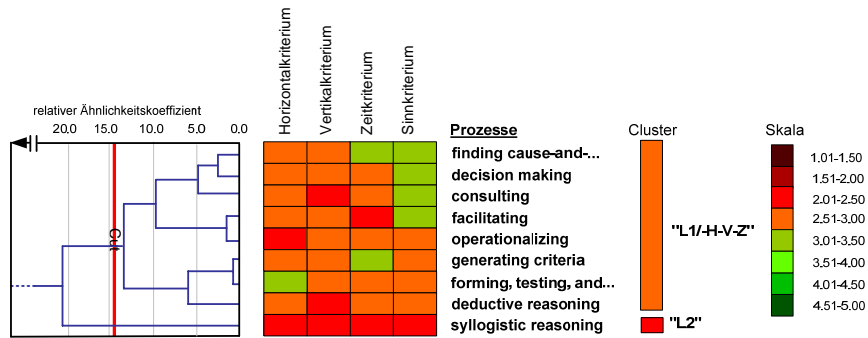 Horizontalkriterium
Vertikalkriterium
Zeitkriterium
Sinnkriterium
relativer Ähnlichkeitskoeffizient
20.0 15.0 10.0 5.0 0.0
Cut
Prozesse
finding cause-and-...
decision making
consulting
facilitating
operationalizing
generating criteria
forming, testing, and...
deductive reasoning
syllogistic reasoning
Cluster
"L1/-H-V-Z"
"L2"
Skala
1.01-1.50
1.51-2.00
2.01-2.50
2.51-3.00
3.01-3.50
3.51-4.00
4.01-4.50
4.51-5.00